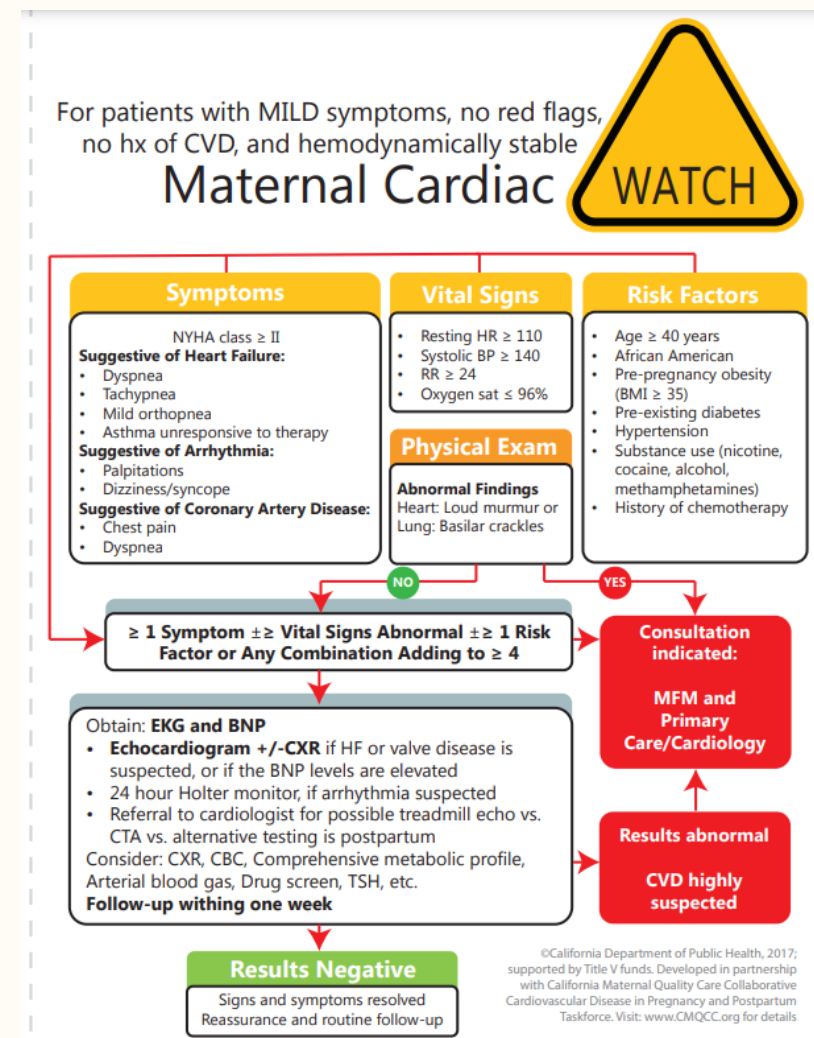 For patients with MILD symptoms, no red flags,
no hx of CVD, and hemodynamically stable
Maternal Cardiac
WATCH
Symptoms
NYHA class ≥ II
Suggestive of Heart Failure:
• Dyspnea
• Tachypnea
• Mild orthopnea
• Asthma unresponsive to therapy
Suggestive of Arrhythmia:
• Palpitations
• Dizziness/syncope
Suggestive of Coronary Artery Disease:
• Chest pain
• Dyspnea
Vital Signs
• Resting HR ≥ 110
• Systolic BP ≥ 140
• RR ≥ 24
• Oxygen sat ≤ 96%
Physical Exam
Abnormal Findings
Heart: Loud murmur or
Lung: Basilar crackles
Risk Factors
• Age ≥ 40 years
• African American
• Pre-pregnancy obesity
(BMI ≥ 35)
• Pre-existing diabetes
• Hypertension
• Substance use (nicotine,
cocaine, alcohol,
methamphetamines)
• History of chemotherapy
NO
YES
≥ 1 Symptom ±≥ Vital Signs Abnormal ±≥ 1 Risk
Factor or Any Combination Adding to ≥ 4
Consultation
indicated:
MFM and
Primary
Care/Cardiology
Obtain: EKG and BNP
• Echocardiogram +/-CXR if HF or valve disease is
suspected, or if the BNP levels are elevated
• 24 hour Holter monitor, if arrhythmia suspected
• Referral to cardiologist for possible treadmill echo vs.
CTA vs. alternative testing is postpartum
Consider: CXR, CBC, Comprehensive metabolic profile,
Arterial blood gas, Drug screen, TSH, etc.
Follow-up withing one week
Results abnormal
CVD highly
suspected
Results Negative
Signs and symptoms resolved
Reassurance and routine follow-up
©California Department of Public Health, 2017;
supported by Title V funds. Developed in partnership
with California Maternal Quality Care Collaborative
Cardiovascular Disease in Pregnancy and Postpartum
Taskforce. Visit: www.CMQCC.org for details